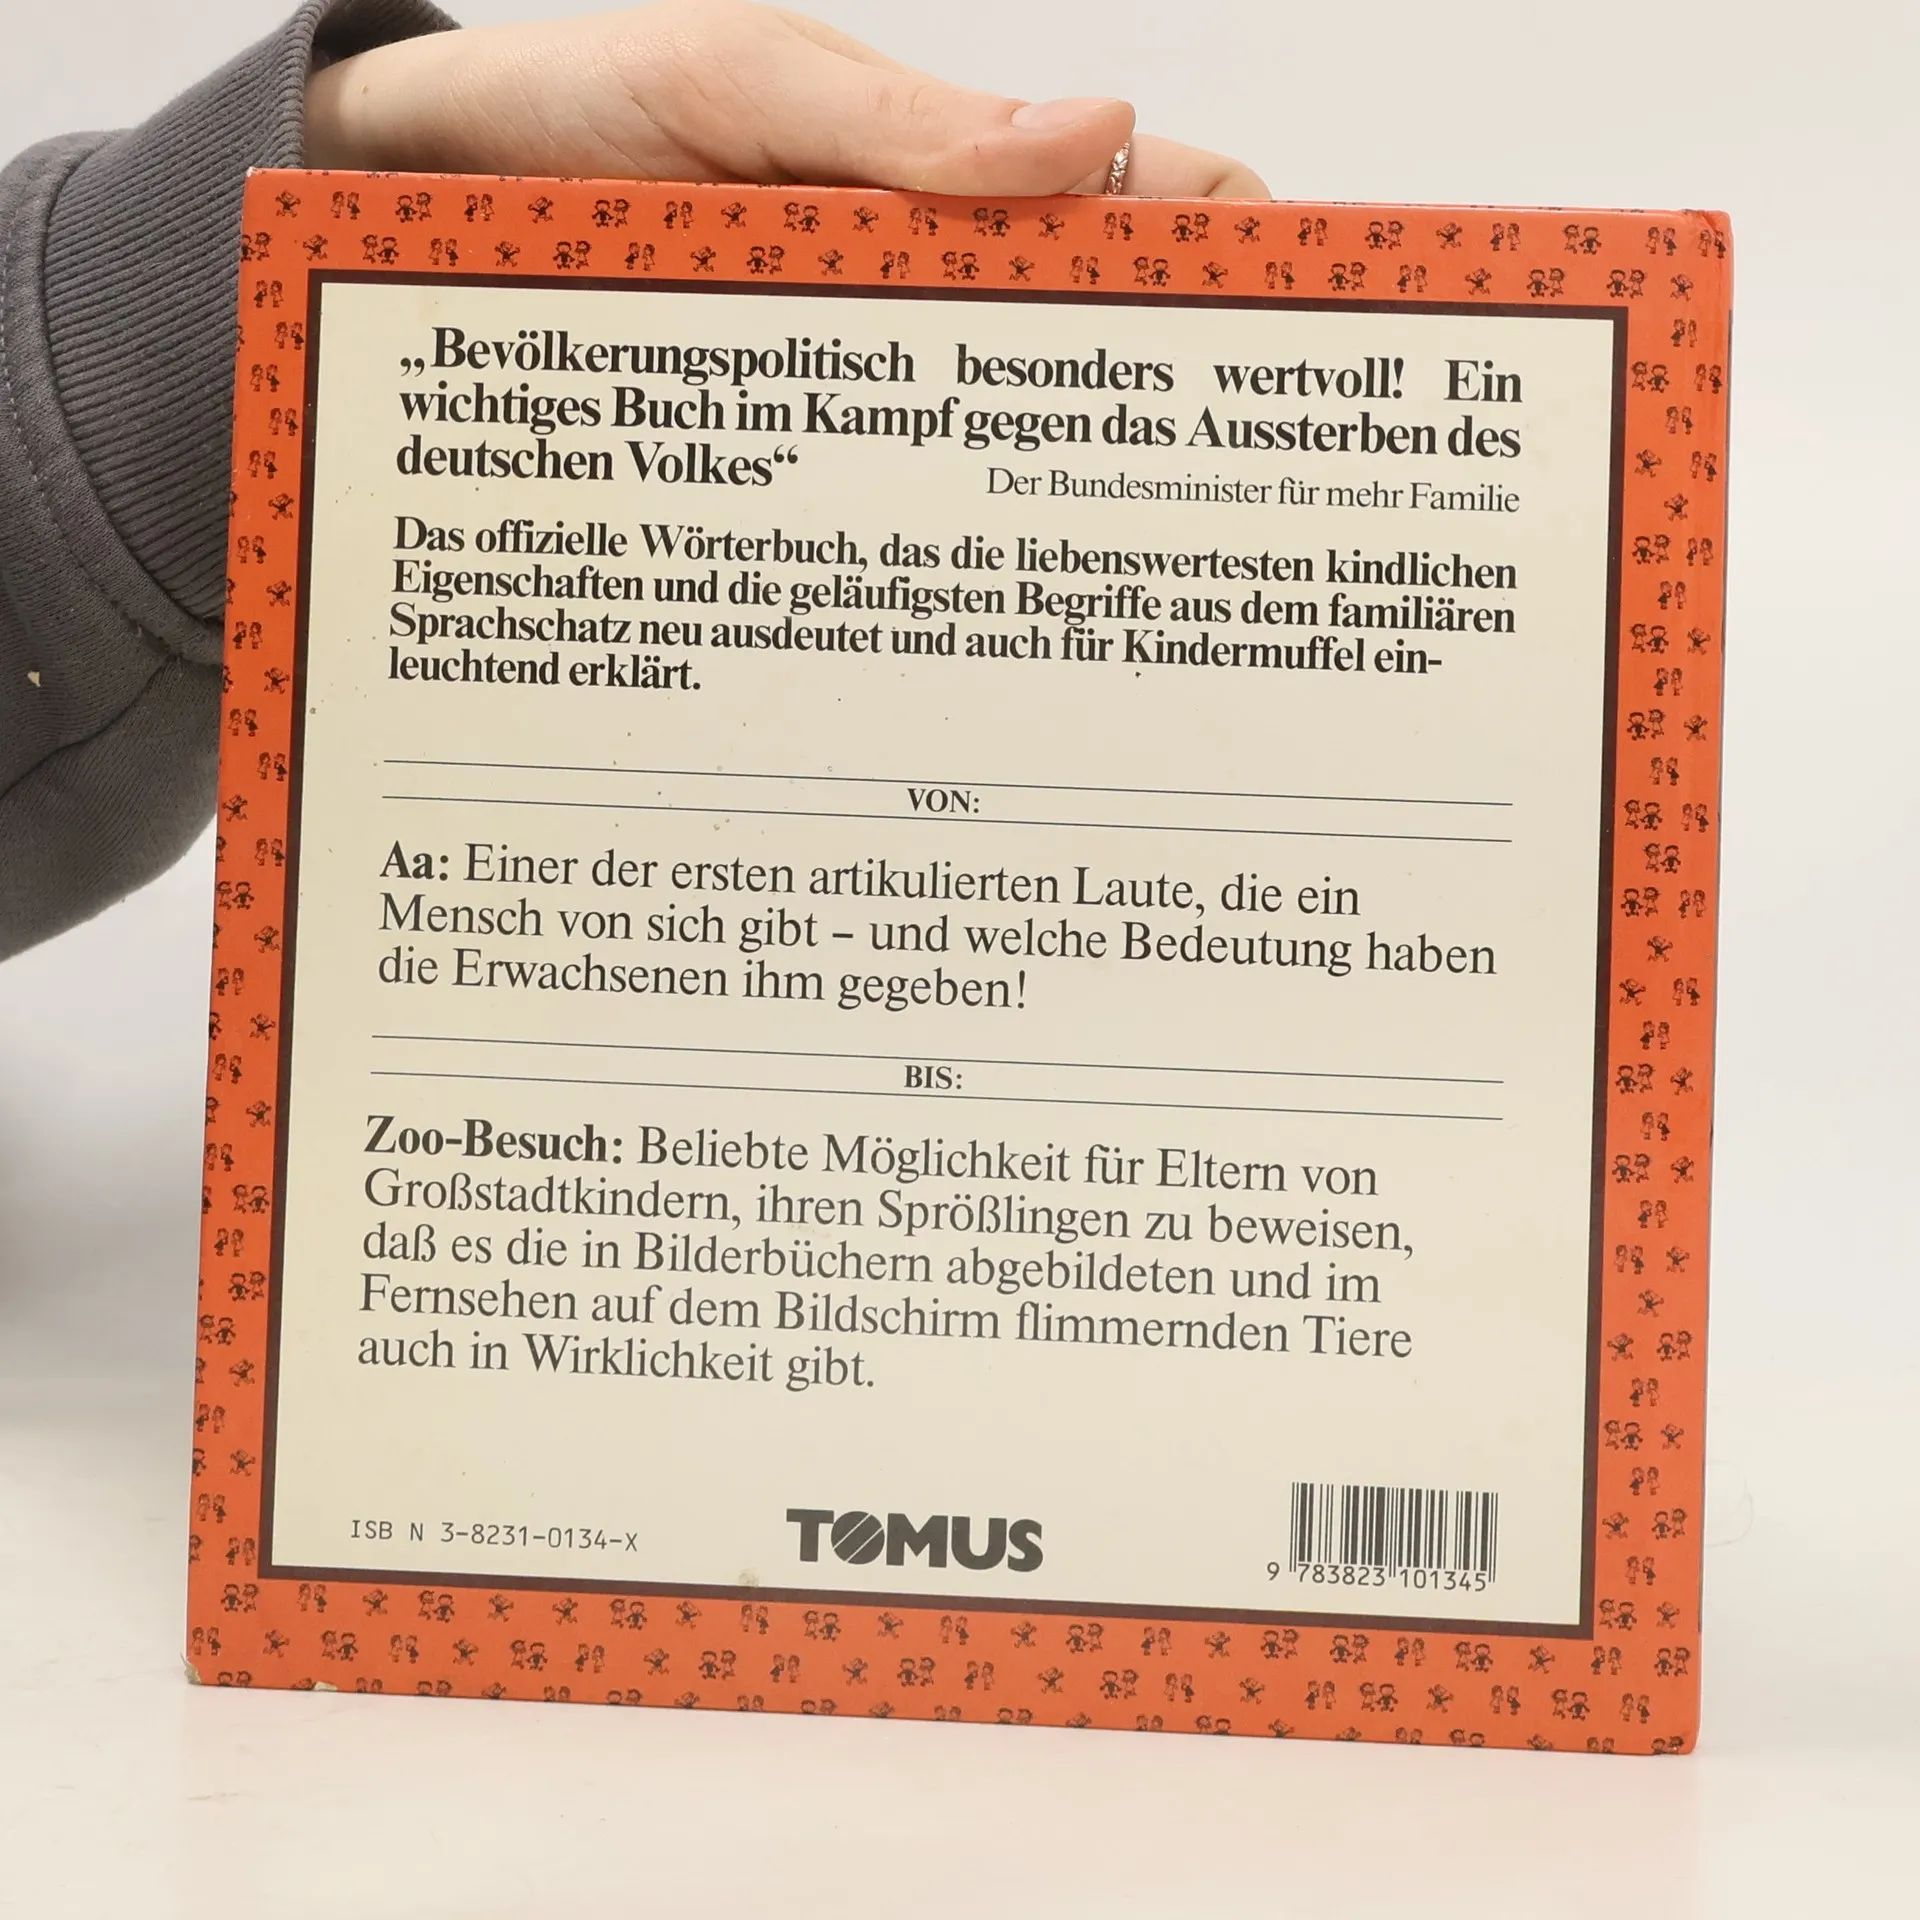 „Bevölkerungspolitisch besonders wertvoll! Ein
wichtiges Buch im Kampf gegen das Aussterben des
deutschen Volkes“
Der Bundesminister für mehr Familie
Das offizielle Wörterbuch, das die liebenswertesten kindlichen
Eigenschaften und die geläufigsten Begriffe aus dem familiären
Sprachschatz neu ausdeutet und auch für Kindermuffel ein-
leuchtend erklärt.
VON:
Aa: Einer der ersten artikulierten Laute, die ein
Mensch von sich gibt – und welche Bedeutung haben
die Erwachsenen ihm gegeben!
BIS:
Zoo-Besuch: Beliebte Möglichkeit für Eltern von
Großstadtkindern, ihren Sprößlingen zu beweisen,
daß es die in Bilderbüchern abgebildeten und im
Fernsehen auf dem Bildschirm flimmernden Tiere
auch in Wirklichkeit gibt.
ISB N 3-8231-0134-X
TOMUS
9 783823 101345